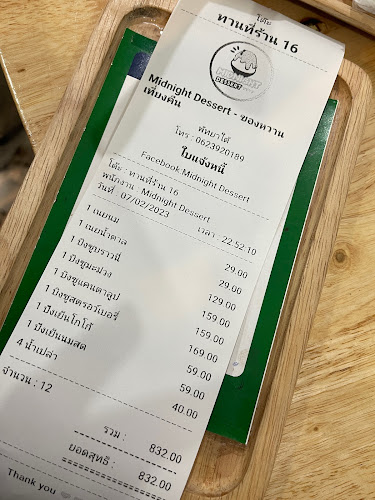 โต๊ะ
ทานที่ร้าน 16
MIDNIGHT
DESSERT
Midnight Dessert - ของหวาน
เที่ยงคืน
พัทยาใต้
โทร : 0623920189
ใบแจ้งหนี้
Facebook Midnight Dessert
โต๊ะ : ทานที่ร้าน 16
พนักงาน : Midnight Dessert
วันที่ : 07/02/2023 เวลา : 22:52:10
1 เนยนม 29.00
1 เนยน้ำตาล 29.00
1 บิงซูบราวนี่ 129.00
1 บิงซูมะม่วง 159.00
1 บิงซูแคนตาลูป 159.00
1 บิงซูสตรอว์เบอร์รี่ 169.00
1 ปังเย็นโกโก้ 59.00
1 ปังเย็นนมสด 59.00
4 น้ำเปล่า 40.00
จำนวน : 12
รวม : 832.00
ยอดสุทธิ : 832.00
Thank you